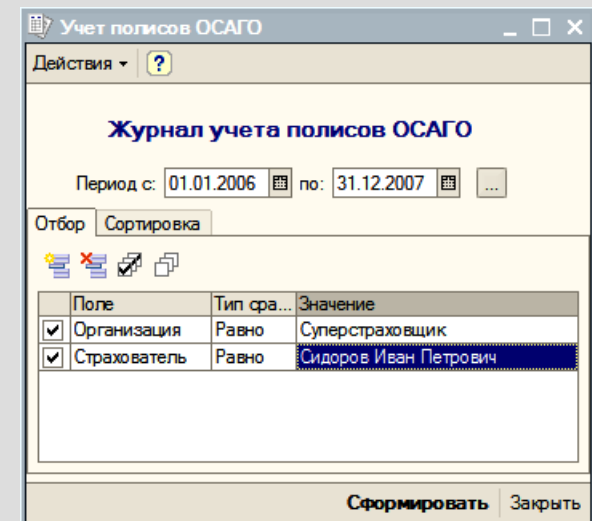 Учет полисов ОСАГО
Действия ?
Журнал учета полисов ОСАГО
Период с: 01.01.2006 по: 31.12.2007 ...
Отбор Сортировка
Поле Тип сра... Значение
Организация Равно Суперстраховщик
Страхователь Равно Сидоров Иван Петрович
Сформировать Закрыть